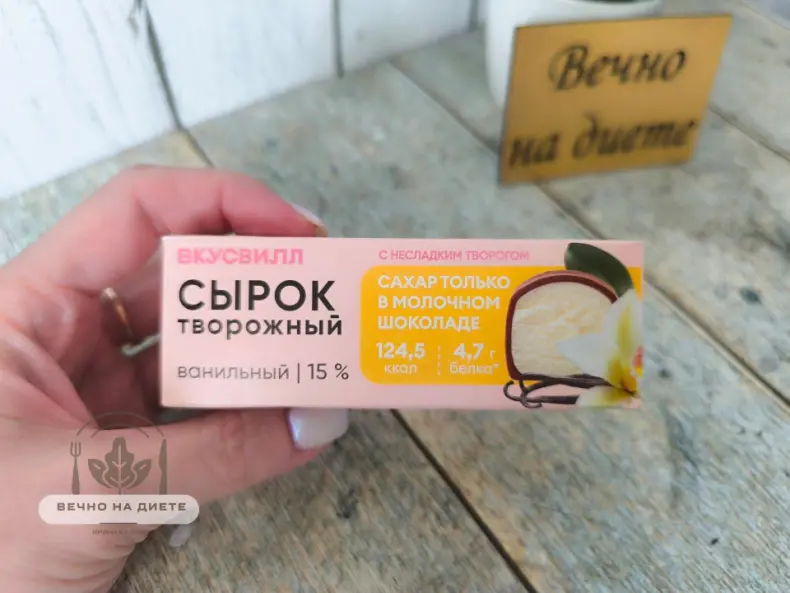 Вечно
на диете
ВКУСВИЛЛ
СЫРОК
творожный
ванильный | 15 %
С НЕСЛАДКИМ ТВОРОГОМ
САХАР ТОЛЬКО
В МОЛОЧНОМ
ШОКОЛАДЕ
124,5
ккал
4,7 г
белка*
ВЕЧНО НА ДИЕТЕ